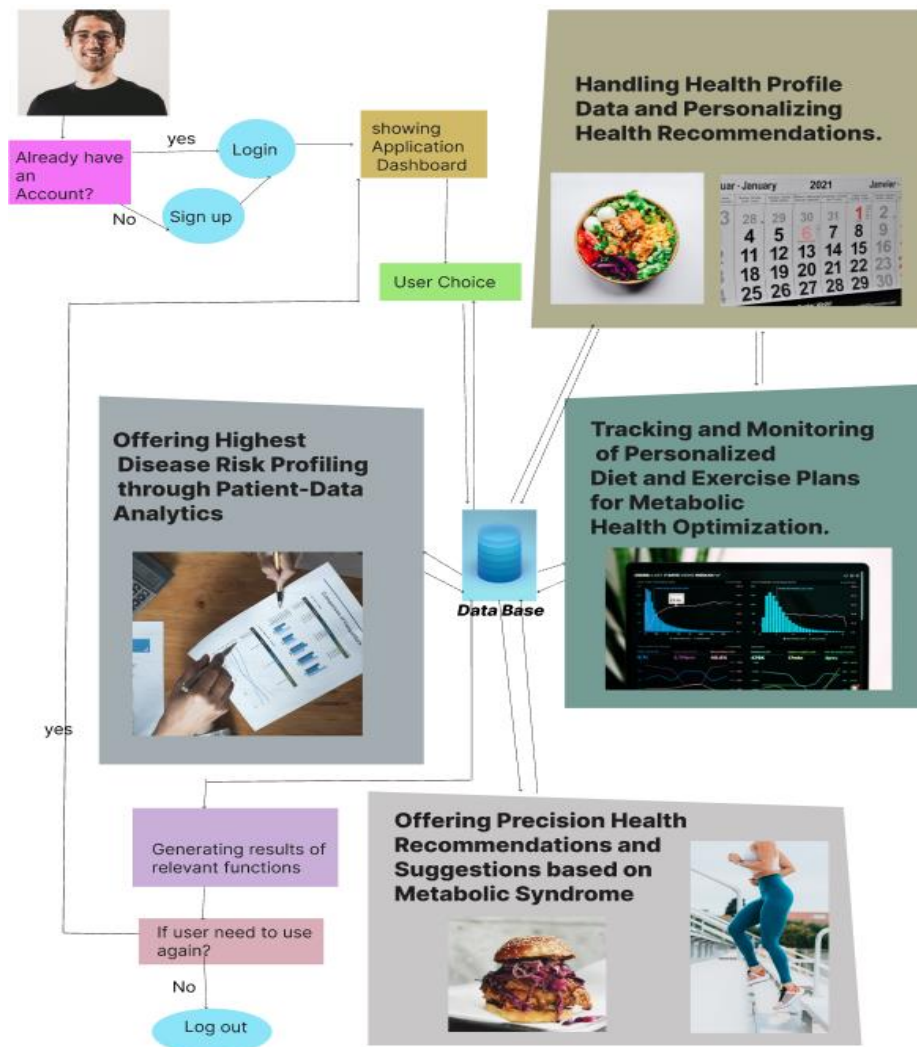 Already have
an
Account?
yes
No
Login
Sign up
showing
Application
Dashboard
User Choice
Handling Health Profile
Data and Personalizing
Health Recommendations.
uar - January 2021 Janvier -
3 28 29 30 31 1 2
4 5 6 7 8 9
11 12 13 14 15 16
18 19 20 21 22 23
25 26 27 28 29 30
Offering Highest
Disease Risk Profiling
through Patient-Data
Analytics
Tracking and Monitoring
of Personalized
Diet and Exercise Plans
for Metabolic
Health Optimization.
Data Base
yes
Generating results of
relevant functions
If user need to use
again?
No
Log out
Offering Precision Health
Recommendations and
Suggestions based on
Metabolic Syndrome